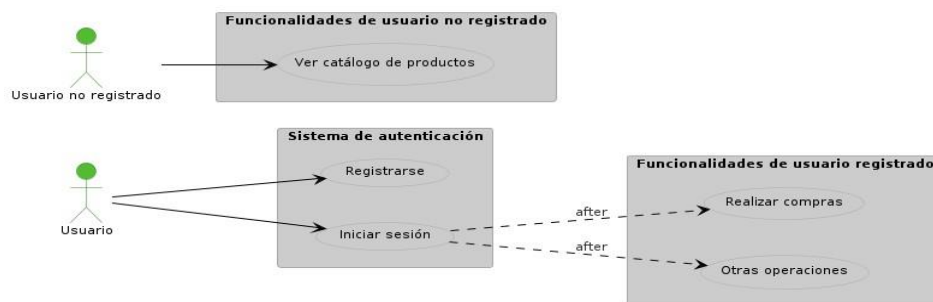 Funcionalidades de usuario no registrado
Ver catálogo de productos
Usuario no registrado
Sistema de autenticación
Registrarse
Funcionalidades de usuario registrado
Realizar compras
after
Usuario
Iniciar sesión
after
Otras operaciones